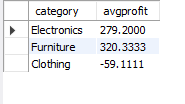 category avgprofit
Electronics 279.2000
Furniture 320.3333
Clothing -59.1111